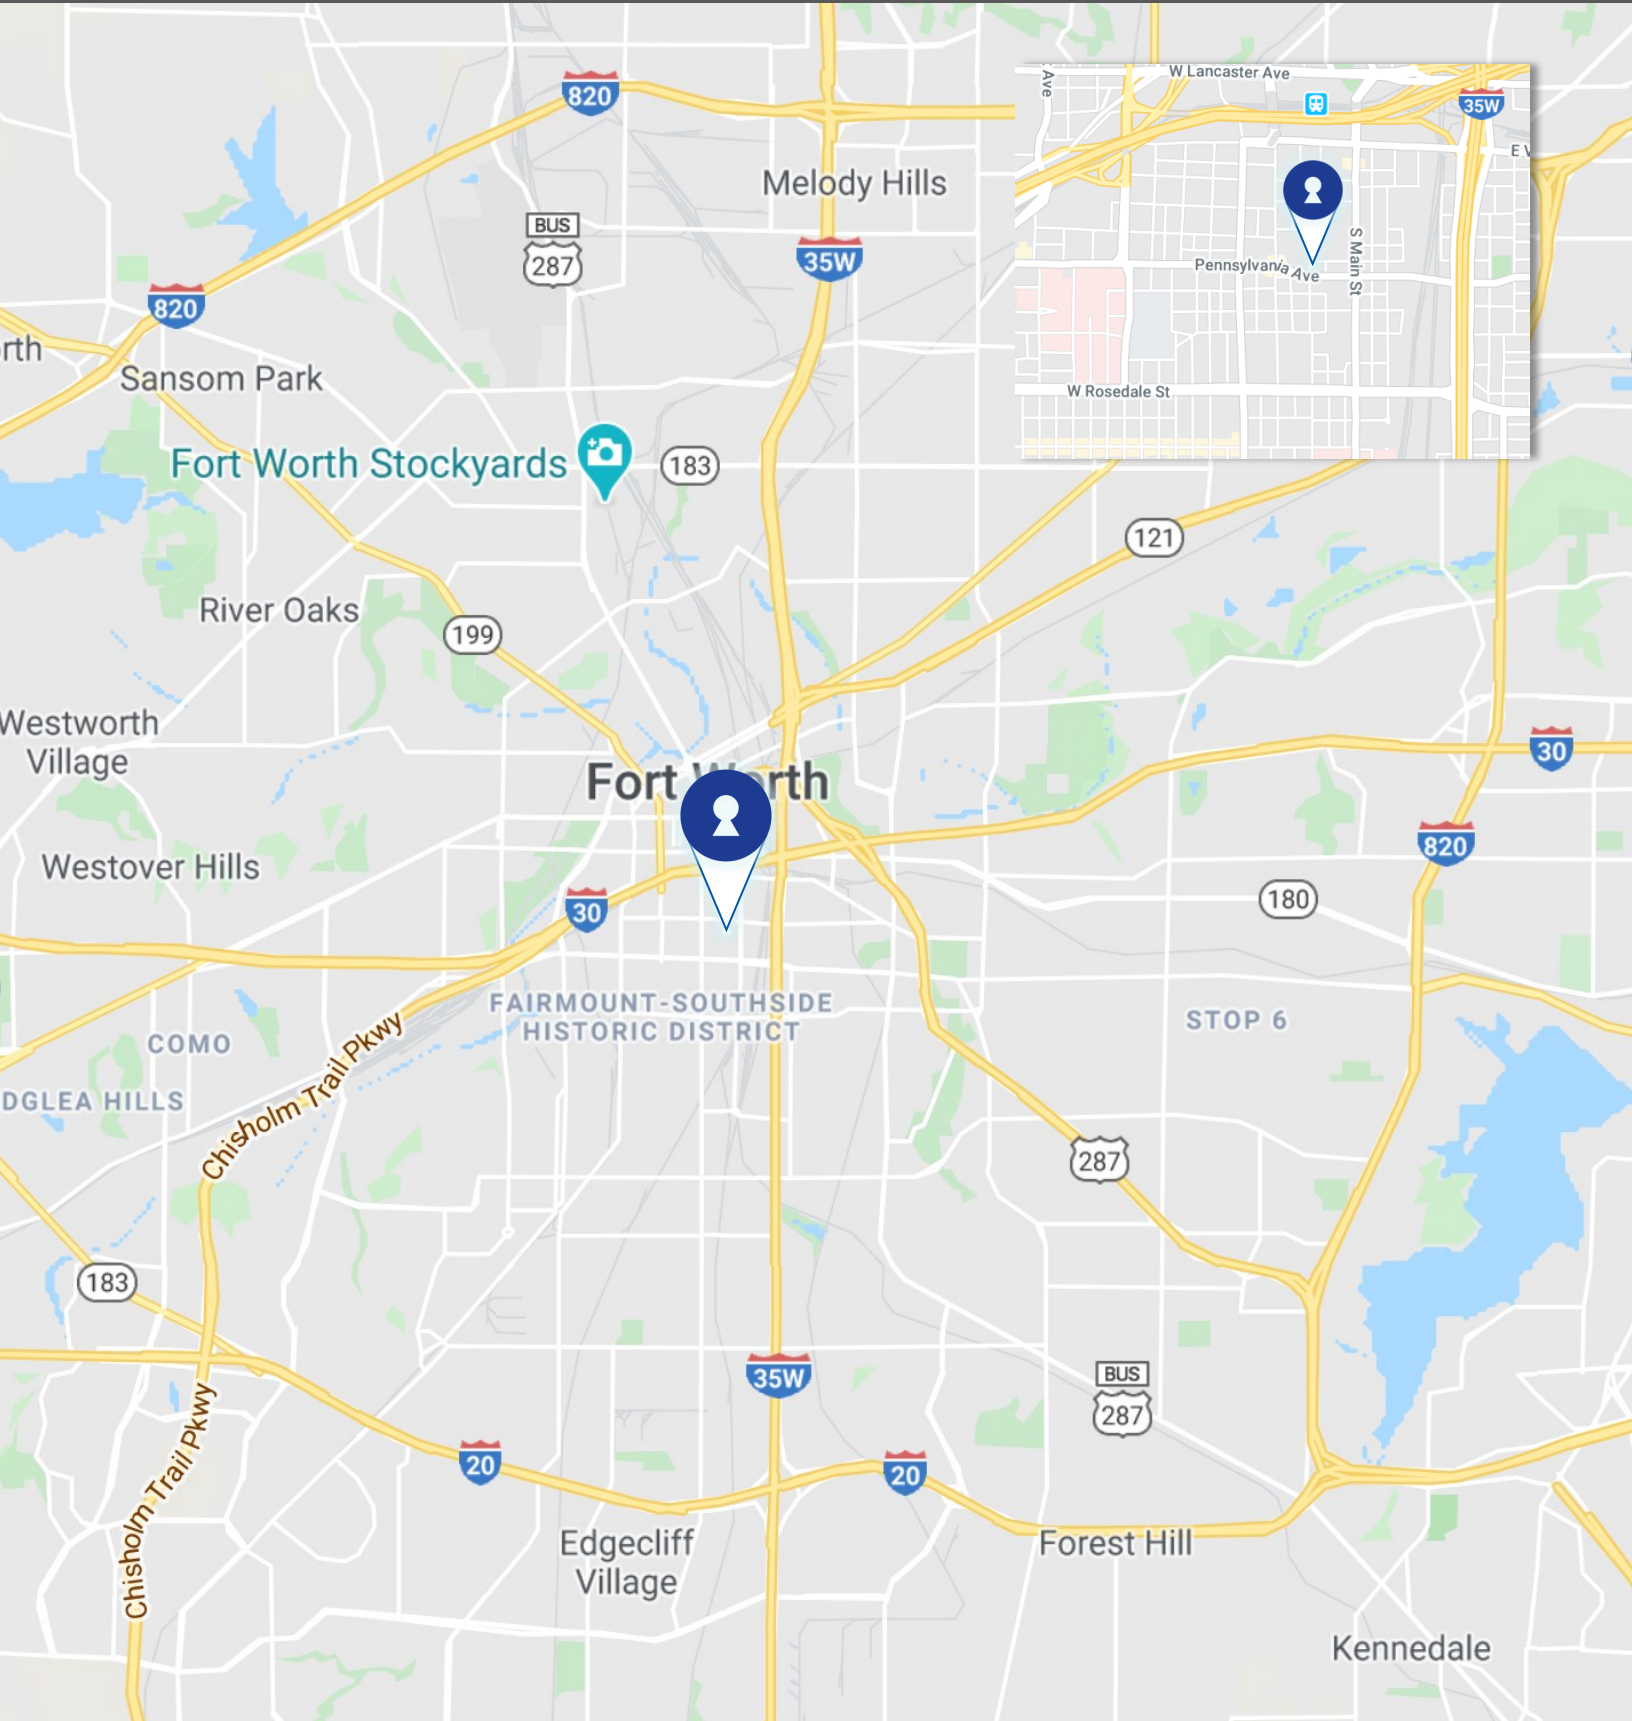 820
W Lancaster Ave
Ave
35W
Melody Hills
BUS
287
35W
Pennsylvania Ave
S Main St
W Rosedale St
820
rth
Sansom Park
Fort Worth Stockyards
183
121
River Oaks
199
Westworth
Village
30
Fort W rth
820
Westover Hills
180
30
FAIRMOUNT-SOUTHSIDE
HISTORIC DISTRICT
STOP 6
COMO
DGLEA HILLS
Chisholm Trail Pkwy
287
183
35W
BUS
287
Chisholm Trail Pkwy
20
20
Edgecliff
Village
Forest Hill
Kennedale